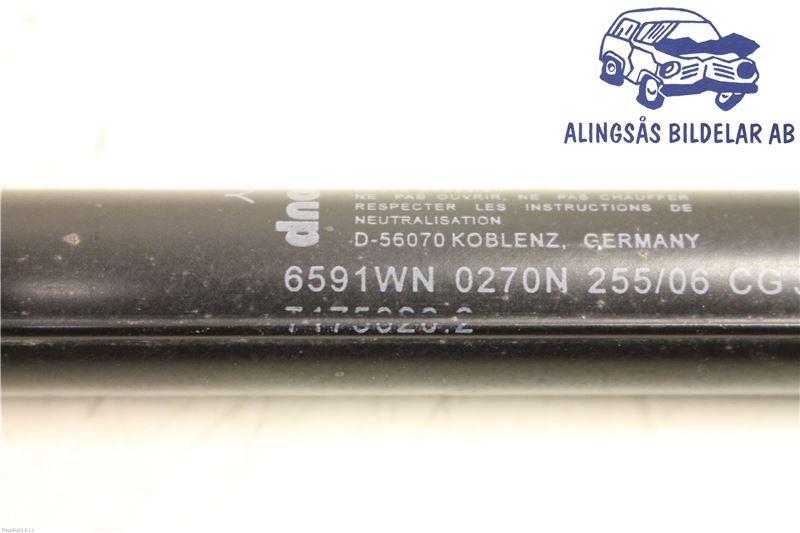 ALINGSÅS BILDELAR AB
NE PAS OUVRIR, NE PAS CHAUFFER
RESPECTER LES INSTRUCTIONS DE
NEUTRALISATION
D-56070 KOBLENZ, GERMANY
6591WN 0270N 255/06 CG